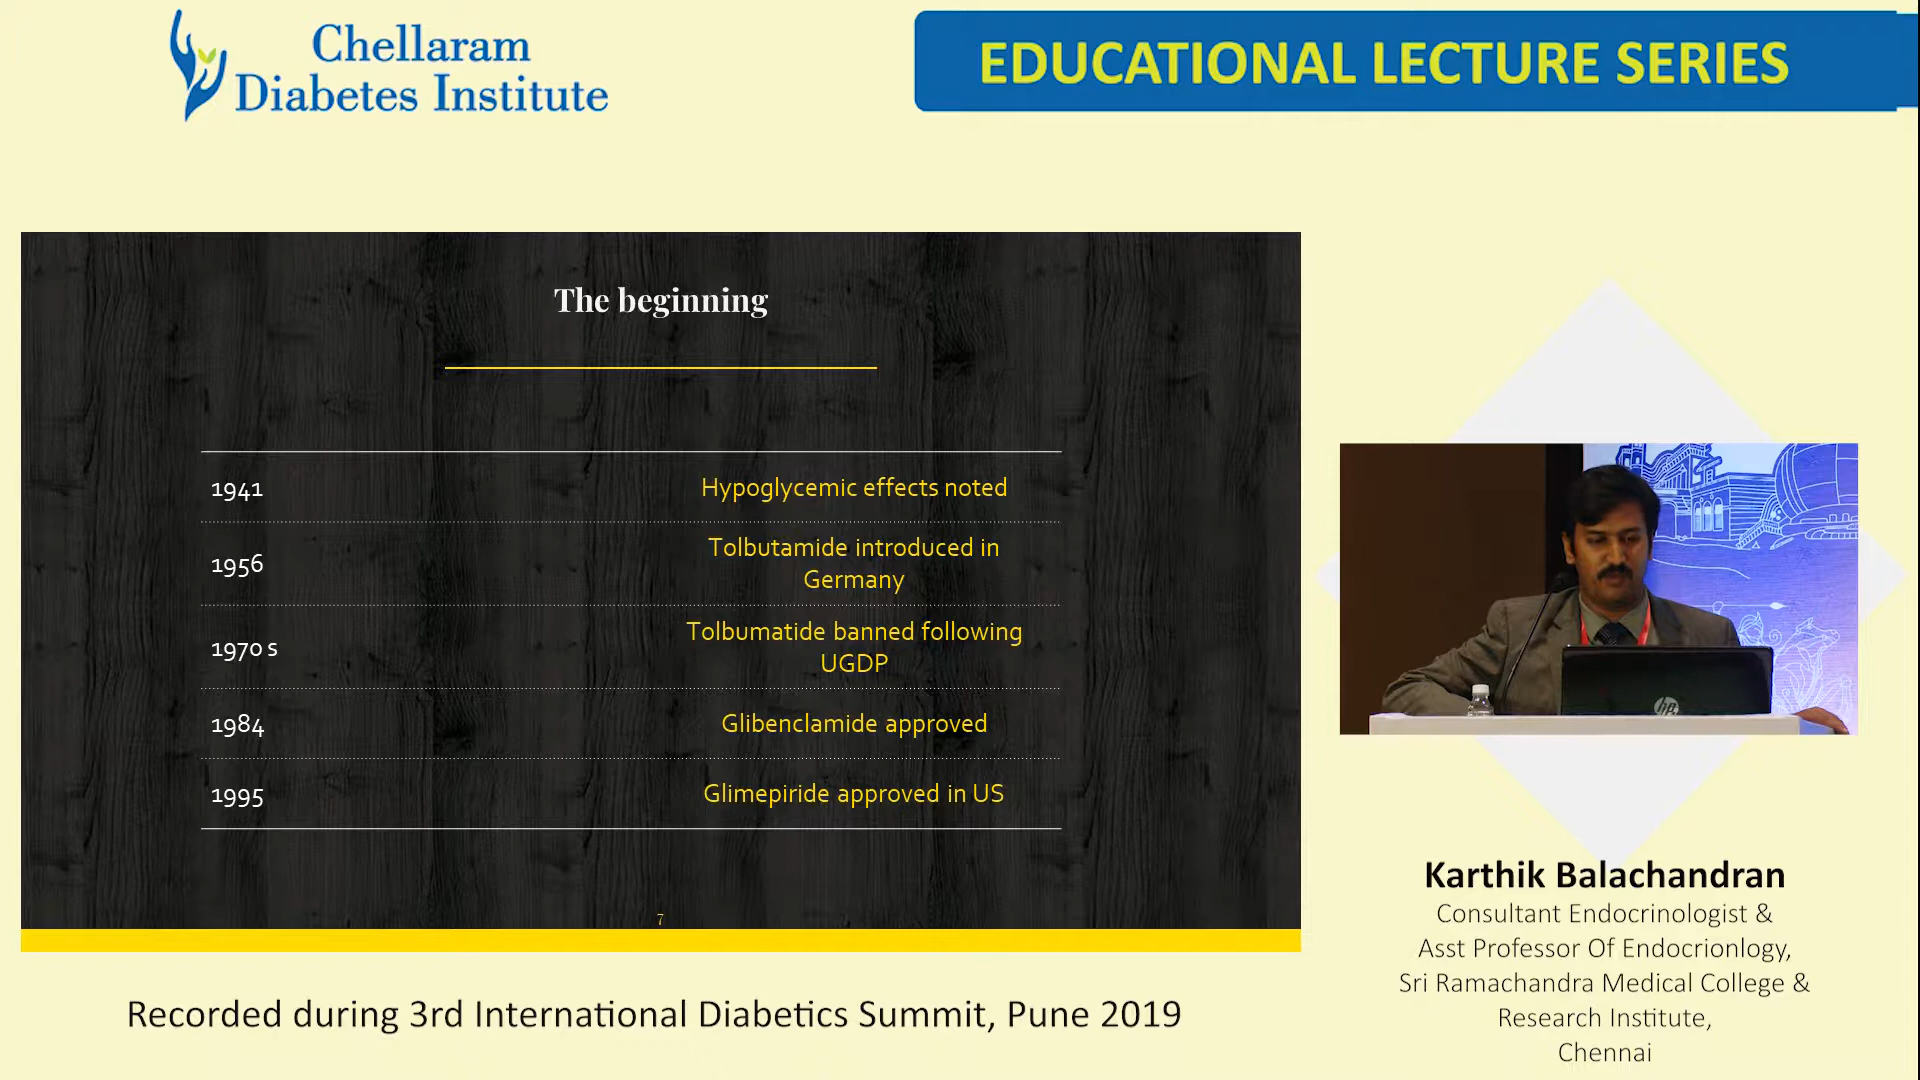 Chellaram
Diabetes Institute
EDUCATIONAL LECTURE SERIES
The beginning
1941 Hypoglycemic effects noted
1956 Tolbutamide introduced in
Germany
1970 s Tolbumatide banned following
UGDP
1984 Glibenclamide approved
1995 Glimepiride approved in US
7
hp
Karthik Balachandran
Consultant Endocrinologist &
Asst Professor Of Endocrionlogy,
Sri Ramachandra Medical College &
Research Institute,
Chennai
Recorded during 3rd International Diabetics Summit, Pune 2019